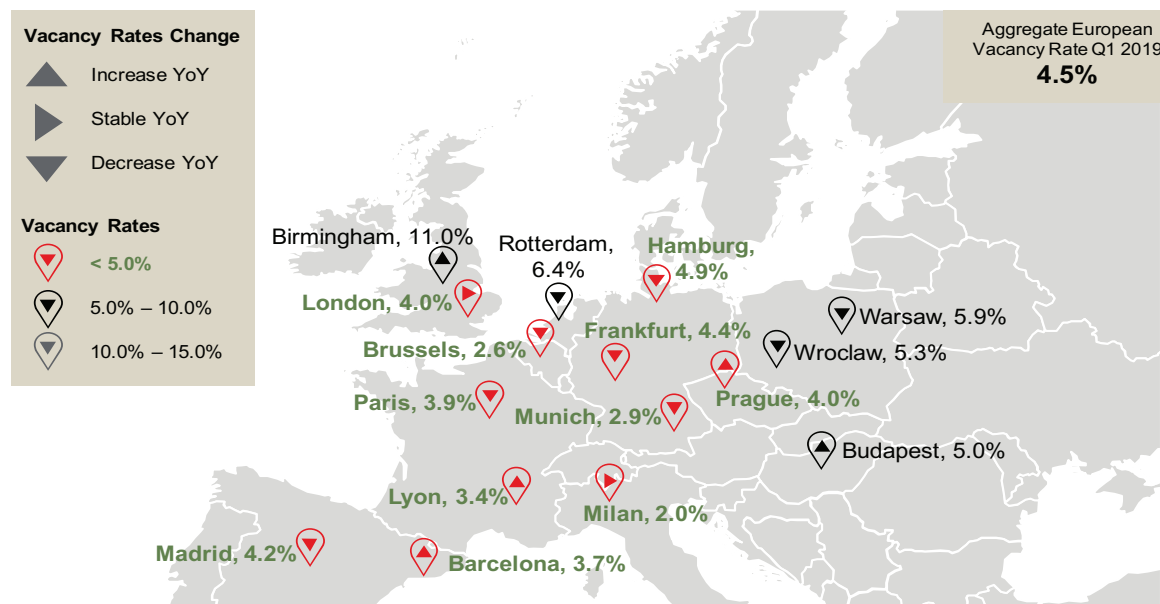 Vacancy Rates Change
Increase YoY
Stable YoY
Decrease YoY
Vacancy Rates
< 5.0%
5.0% – 10.0%
10.0% – 15.0%
Aggregate European
Vacancy Rate Q1 2019
4.5%
Birmingham, 11.0%
Rotterdam,
6.4%
Hamburg,
4.9%
London, 4.0%
Brussels, 2.6%
Frankfurt, 4.4%
Warsaw, 5.9%
Wroclaw, 5.3%
Paris, 3.9%
Munich, 2.9%
Prague, 4.0%
Budapest, 5.0%
Lyon, 3.4%
Milan, 2.0%
Madrid, 4.2%
Barcelona, 3.7%